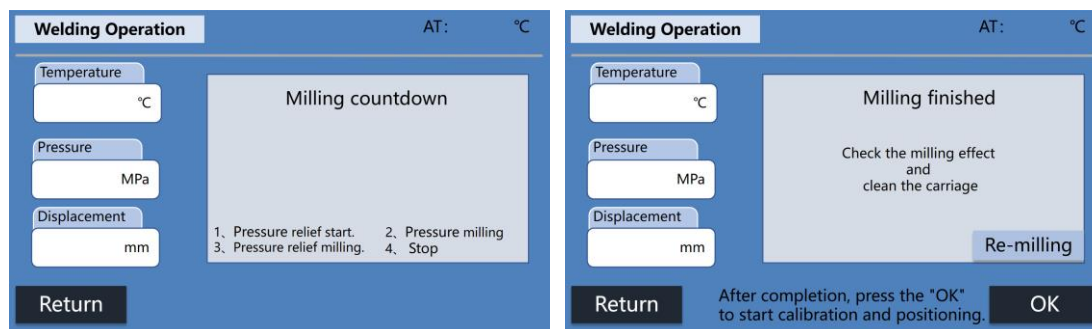 Welding Operation
AT: ℃
Temperature
℃
Pressure
MPa
Displacement
mm
Milling countdown
1、Pressure relief start. 2、Pressure milling
3、Pressure relief milling. 4、Stop
Return
Welding Operation
AT: ℃
Temperature
℃
Pressure
MPa
Displacement
mm
Milling finished
Check the milling effect
and
clean the carriage
Re-milling
Return
After completion, press the "OK"
to start calibration and positioning.
OK